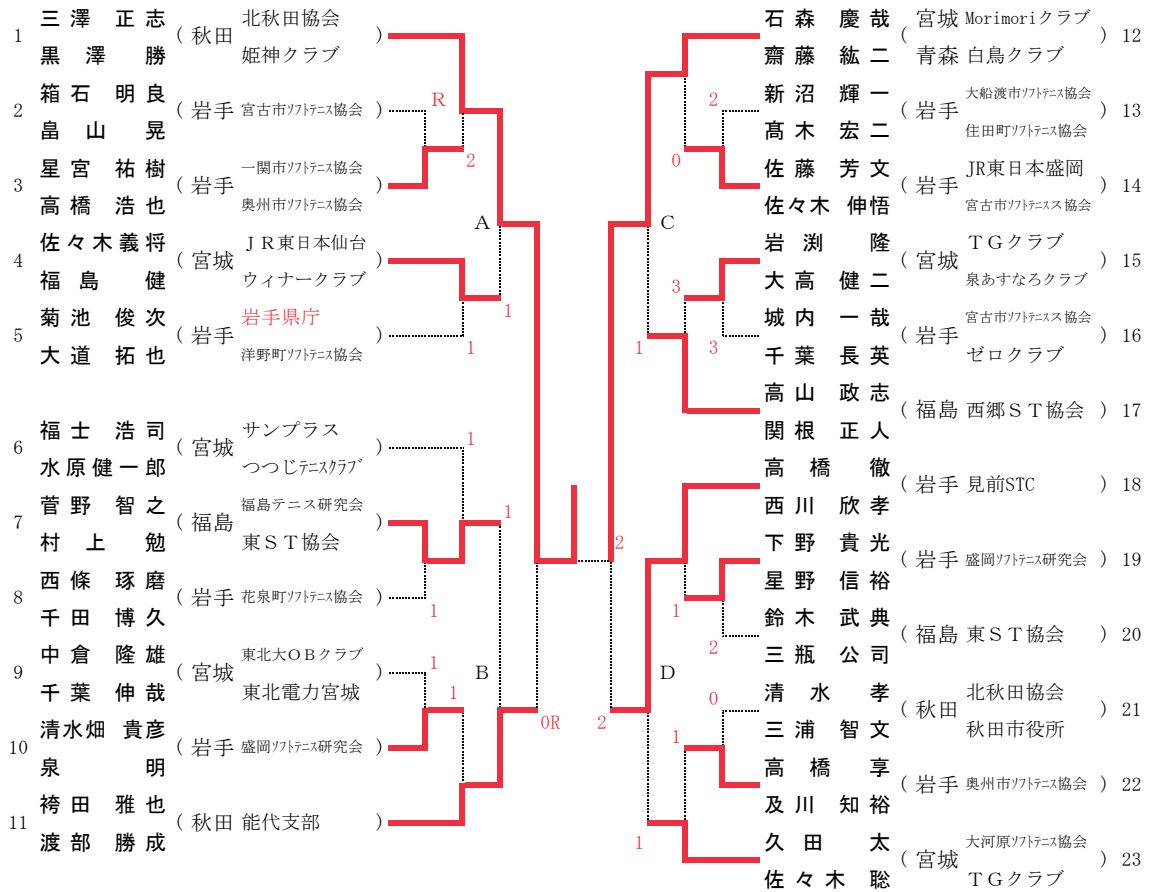 1 三澤 正志 (秋田 北秋田協会 )
黒澤 勝 姫神クラブ
2 箱石 明良 (岩手 宮古市ソフトテニス協会 )
畠山 晃
3 星宮 祐樹 (岩手 一関市ソフトテニス協会 )
高橋 浩也 奥州市ソフトテニス協会
4 佐々木義将 (宮城 JR東日本仙台 )
福島 健 ウィナークラブ
5 菊池 俊次 (岩手 岩手県庁 )
大道 拓也 洋野町ソフトテニス協会
6 福士 浩司 (宮城 サンプラス )
水原健一郎 つつじテニスクラブ
7 菅野 智之 (福島 福島テニス研究会 )
村上 勉 東ST協会
8 西條 琢磨 (岩手 花泉町ソフトテニス協会 )
千田 博久
9 中倉 隆雄 (宮城 東北大OBクラブ )
千葉 伸哉 東北電力宮城
10 清水畑 貴彦 (岩手 盛岡ソフトテニス研究会 )
泉 明
11 袴田 雅也 (秋田 能代支部 )
渡部 勝成
R
2
A
1
1
1
1
1
1
1
B
0R
2
2
C
2
0
3
3
1
1
2
D
0
1
1
石森 慶哉 (宮城 Morimoriクラブ ) 12
齋藤 紘二 青森 白鳥クラブ
新沼 輝一 (岩手 大船渡市ソフトテニス協会 ) 13
髙木 宏二 住田町ソフトテニス協会
佐藤 芳文 (岩手 JR東日本盛岡 ) 14
佐々木 伸悟 宮古市ソフトテニスス協会
岩渕 隆 (宮城 TGクラブ ) 15
大高 健二 泉あすなろクラブ
城内 一哉 (岩手 宮古市ソフトテニスス協会 ) 16
千葉 長英 ゼロクラブ
高山 政志 (福島 西郷ST協会 ) 17
関根 正人
高橋 徹 (岩手 見前STC ) 18
西川 欣孝
下野 貴光 (岩手 盛岡ソフトテニス研究会 ) 19
星野 信裕
鈴木 武典 (福島 東ST協会 ) 20
三瓶 公司
清水 孝 (秋田 北秋田協会 ) 21
三浦 智文 秋田市役所
高橋 享 (岩手 奥州市ソフトテニス協会 ) 22
及川 知裕
久田 太 (宮城 大河原ソフトテニス協会 ) 23
佐々木 聡 TGクラブ